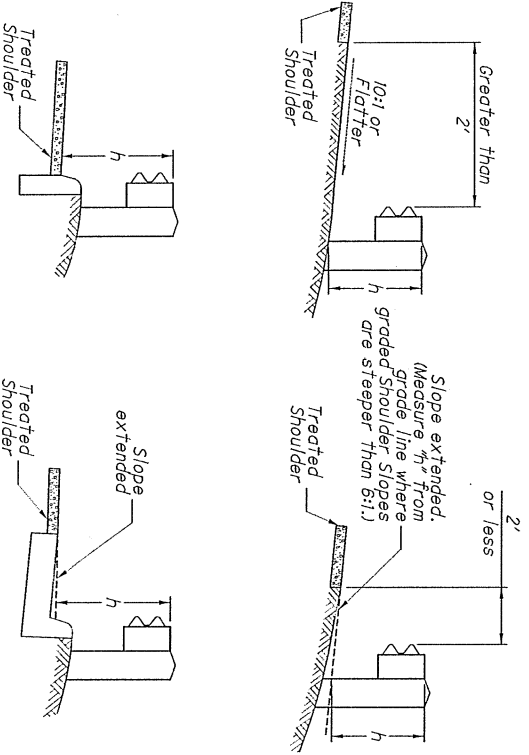 Treated
Shoulder
h
Treated
Shoulder
10:1 or
Flatter
Greater than
2'
h
Treated
Shoulder
Slope
extended
h
Treated
Shoulder
Slope extended.
(Measure "h" from
grade line where
graded Shoulder Slopes
are steeper than 6:1.)
2'
or less
h